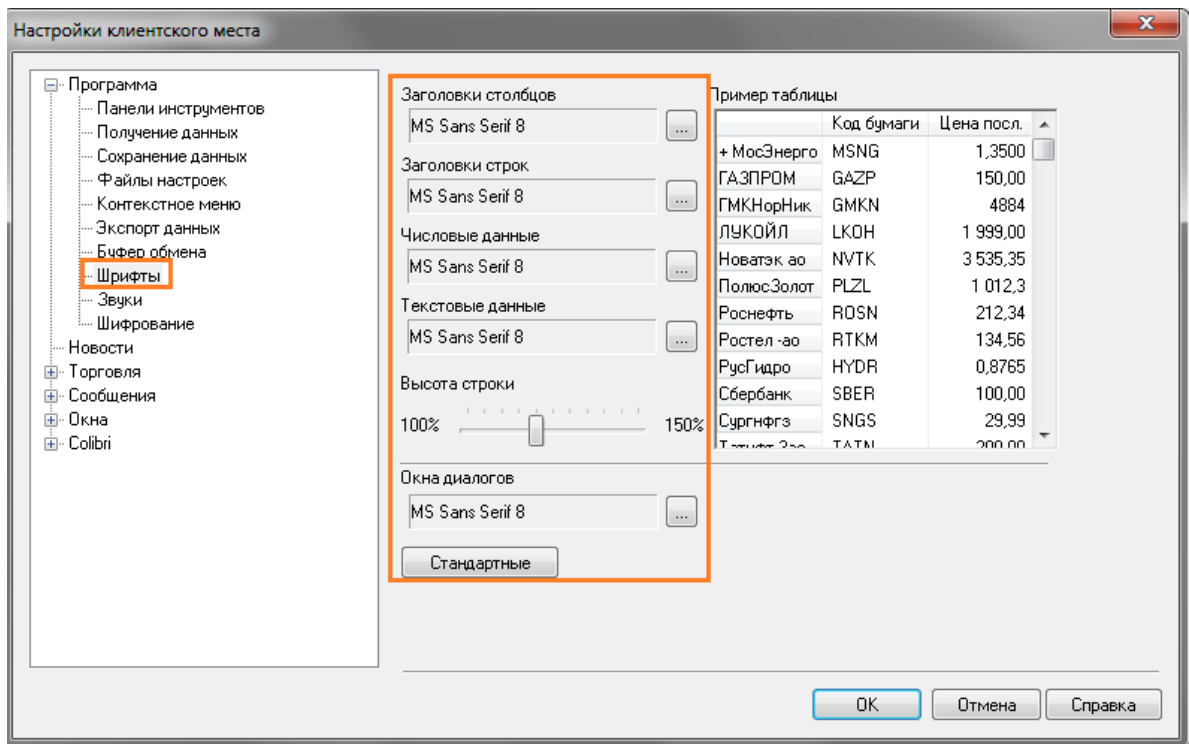 Настройки клиентского места
Программа
Панели инструментов
Получение данных
Сохранение данных
Файлы настроек
Контекстное меню
Экспорт данных
Буфер обмена
Шрифты
Звуки
Шифрование
Новости
Торговля
Сообщения
Окна
Colibri
Заголовки столбцов
MS Sans Serif 8
...
Заголовки строк
MS Sans Serif 8
...
Числовые данные
MS Sans Serif 8
...
Текстовые данные
MS Sans Serif 8
...
Высота строки
100% 150%
Окна диалогов
MS Sans Serif 8
...
Стандартные
Пример таблицы
Код бумаги Цена посл.
+ МосЭнерго MSNG 1,3500
ГАЗПРОМ GAZP 150,00
ГМКНорНик GMKN 4884
ЛУКОЙЛ LKOH 1 999,00
Новатэк ао NVTK 3 535,35
ПолюсЗолот PLZL 1 012,3
Роснефть ROSN 212,34
Ростел -ао RTKM 134,56
РусГидро HYDR 0,8765
Сбербанк SBER 100,00
Сургнфгз SNGS 29,99
TATN 200,00
OK Отмена Справка